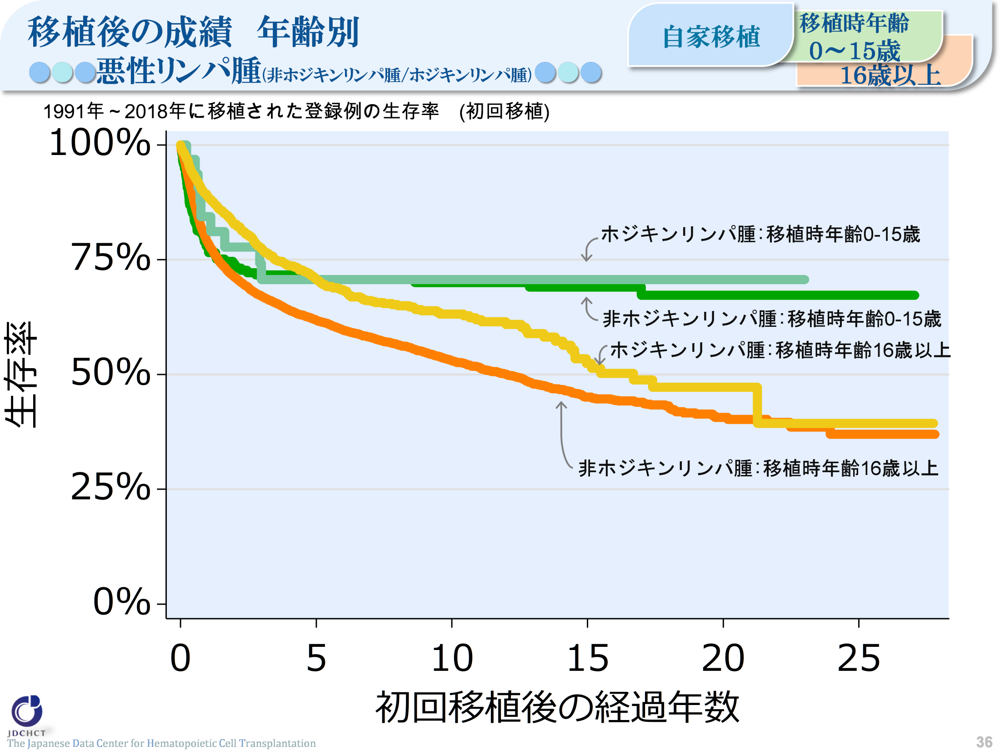 移植後の成績　年齢別
悪性リンパ腫(非ホジキンリンパ腫/ホジキンリンパ腫)
自家移植
移植時年齢
0〜15歳
16歳以上
1991年～2018年に移植された登録例の生存率　(初回移植)
100%
75%
50%
25%
0%
生存率
ホジキンリンパ腫：移植時年齢0-15歳
非ホジキンリンパ腫：移植時年齢0-15歳
ホジキンリンパ腫：移植時年齢16歳以上
非ホジキンリンパ腫：移植時年齢16歳以上
0 5 10 15 20 25
初回移植後の経過年数
JDCHCT
The Japanese Data Center for Hematopoietic Cell Transplantation
36